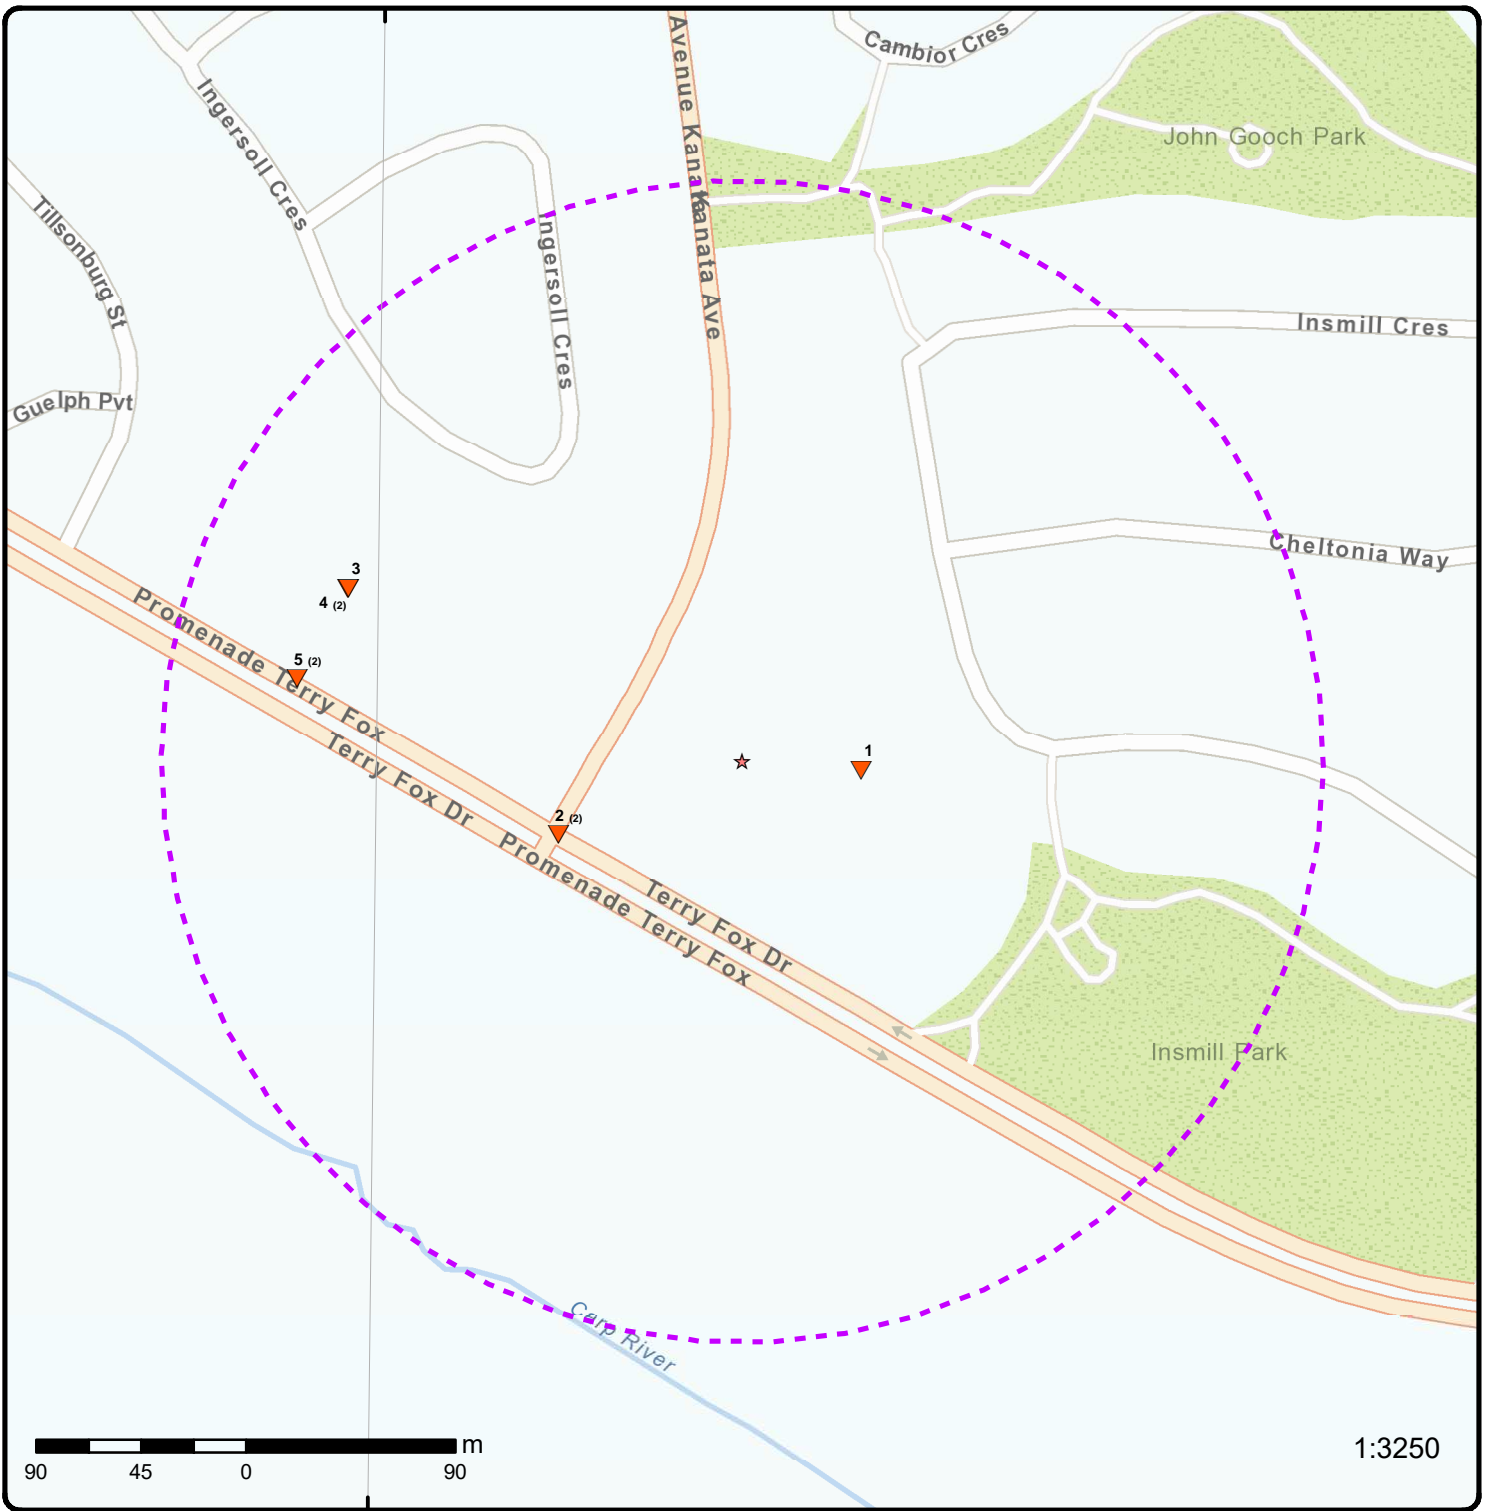 Cambior Cres
Avenue Kanata
Kanata Ave
Ingersoll Cres
John Gooch Park
Tillsonburg St
Ingersoll Cres
Insmill Cres
Guelph Pvt
Cheltonia Way
3
4 (2)
Promenade Terry Fox
5 (2)
Terry Fox Dr
1
2 (2)
Promenade Terry Fox
Terry Fox Dr
Insmill Park
Carp River
m
90 45 0 90
1:3250